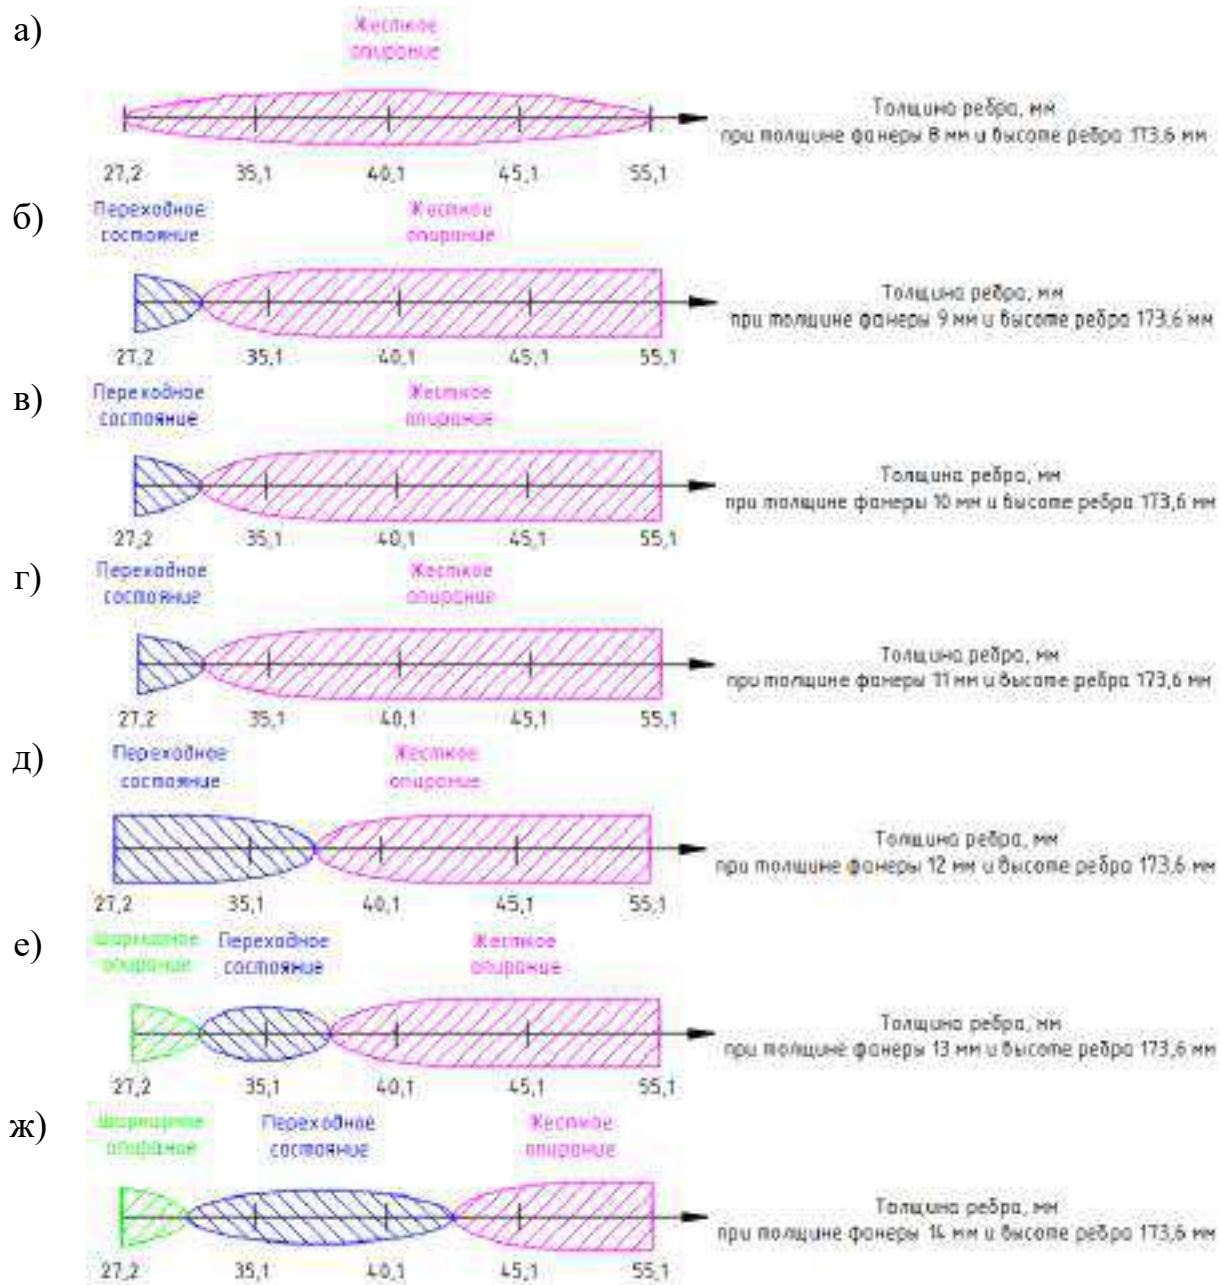 а)
Жесткое
опирание
Толщина ребра, мм
при толщине фанеры 8 мм и высоте ребра 173,6 мм
27,2 35,1 40,1 45,1 55,1
б)
Переходное Жесткое
состояние опирание
Толщина ребра, мм
при толщине фанеры 9 мм и высоте ребра 173,6 мм
27,2 35,1 40,1 45,1 55,1
в)
Переходное Жесткое
состояние опирание
Толщина ребра, мм
при толщине фанеры 10 мм и высоте ребра 173,6 мм
27,2 35,1 40,1 45,1 55,1
г)
Переходное Жесткое
состояние опирание
Толщина ребра, мм
при толщине фанеры 11 мм и высоте ребра 173,6 мм
27,2 35,1 40,1 45,1 55,1
д)
Переходное Жесткое
состояние опирание
Толщина ребра, мм
при толщине фанеры 12 мм и высоте ребра 173,6 мм
27,2 35,1 40,1 45,1 55,1
е)
Шарнирное Переходное Жесткое
опирание состояние опирание
Толщина ребра, мм
при толщине фанеры 13 мм и высоте ребра 173,6 мм
27,2 35,1 40,1 45,1 55,1
ж)
Шарнирное Переходное Жесткое
опирание состояние опирание
Толщина ребра, мм
при толщине фанеры 14 мм и высоте ребра 173,6 мм
27,2 35,1 40,1 45,1 55,1